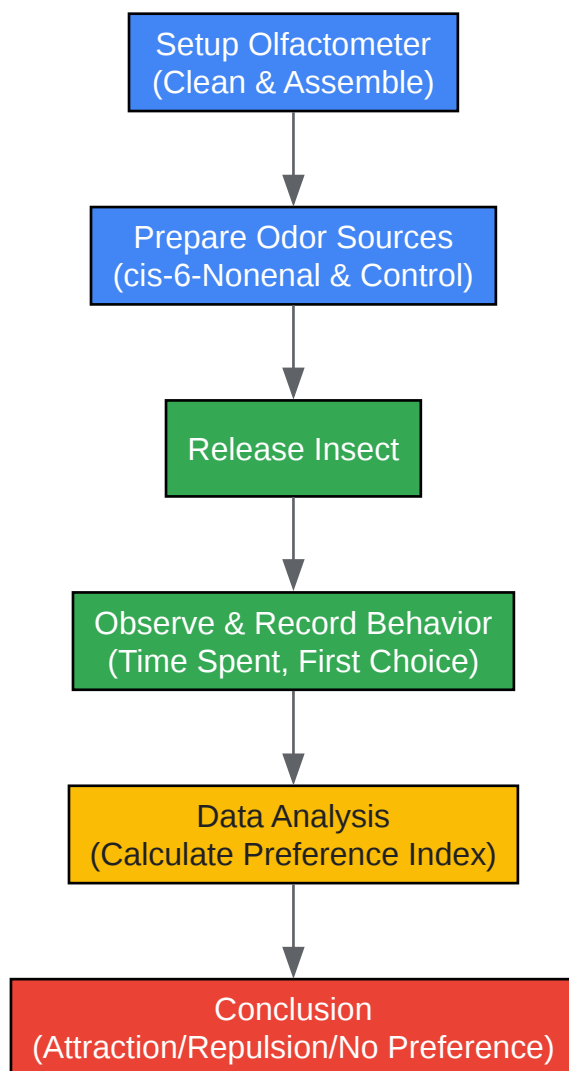 Setup Olfactometer
(Clean & Assemble)
Prepare Odor Sources
(cis-6-Nonenal & Control)
Release Insect
Observe & Record Behavior
(Time Spent, First Choice)
Data Analysis
(Calculate Preference Index)
Conclusion
(Attraction/Repulsion/No Preference)